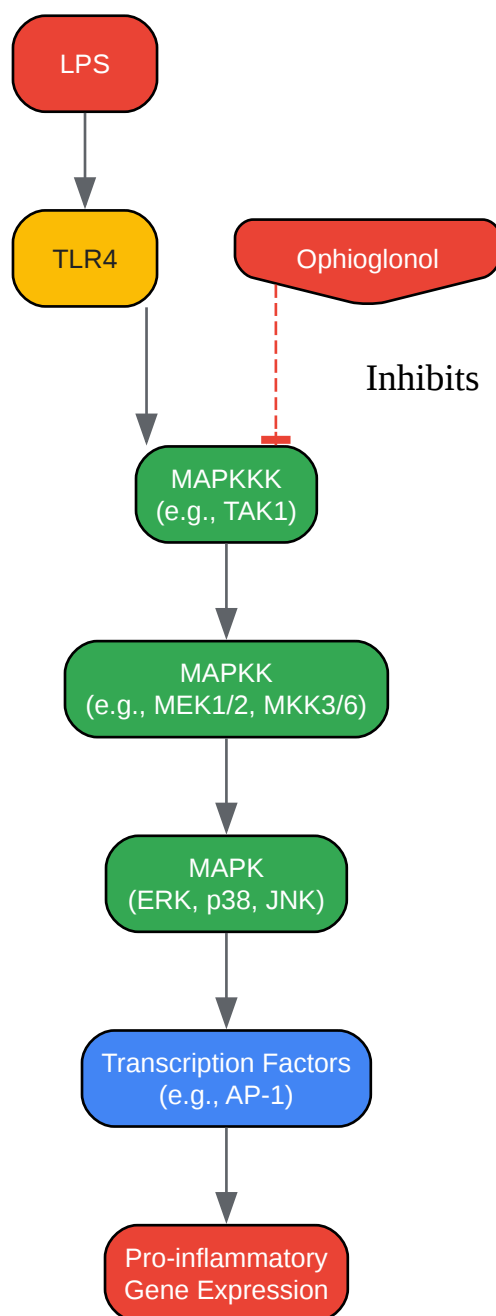 LPS
TLR4
Ophioglonol
Inhibits
MAPKKK
(e.g., TAK1)
MAPKK
(e.g., MEK1/2, MKK3/6)
MAPK
(ERK, p38, JNK)
Transcription Factors
(e.g., AP-1)
Pro-inflammatory
Gene Expression